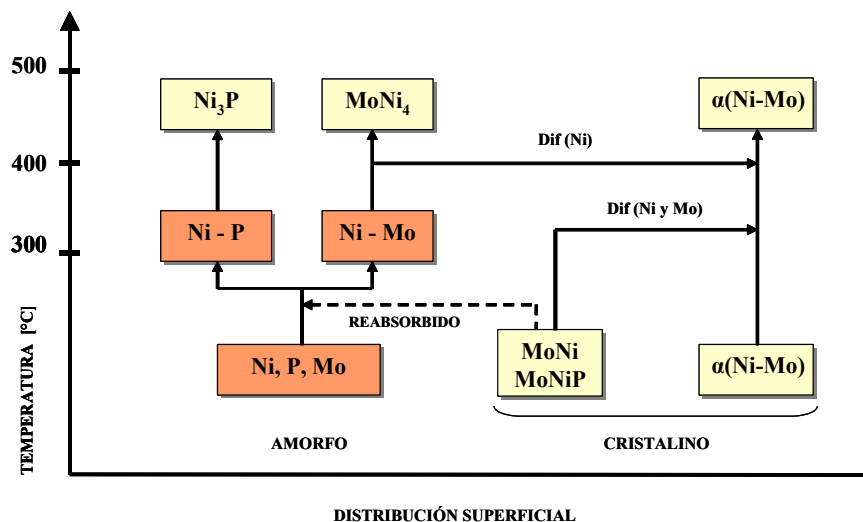 500
Ni₃P
MoNi₄
α(Ni-Mo)
Dif (Ni)
400
Dif (Ni y Mo)
Ni - P
Ni - Mo
300
REABSORBIDO
MoNi
MoNiP
Ni, P, Mo
α(Ni-Mo)
TEMPERATURA [ºC]
AMORFO
CRISTALINO
DISTRIBUCIÓN SUPERFICIAL